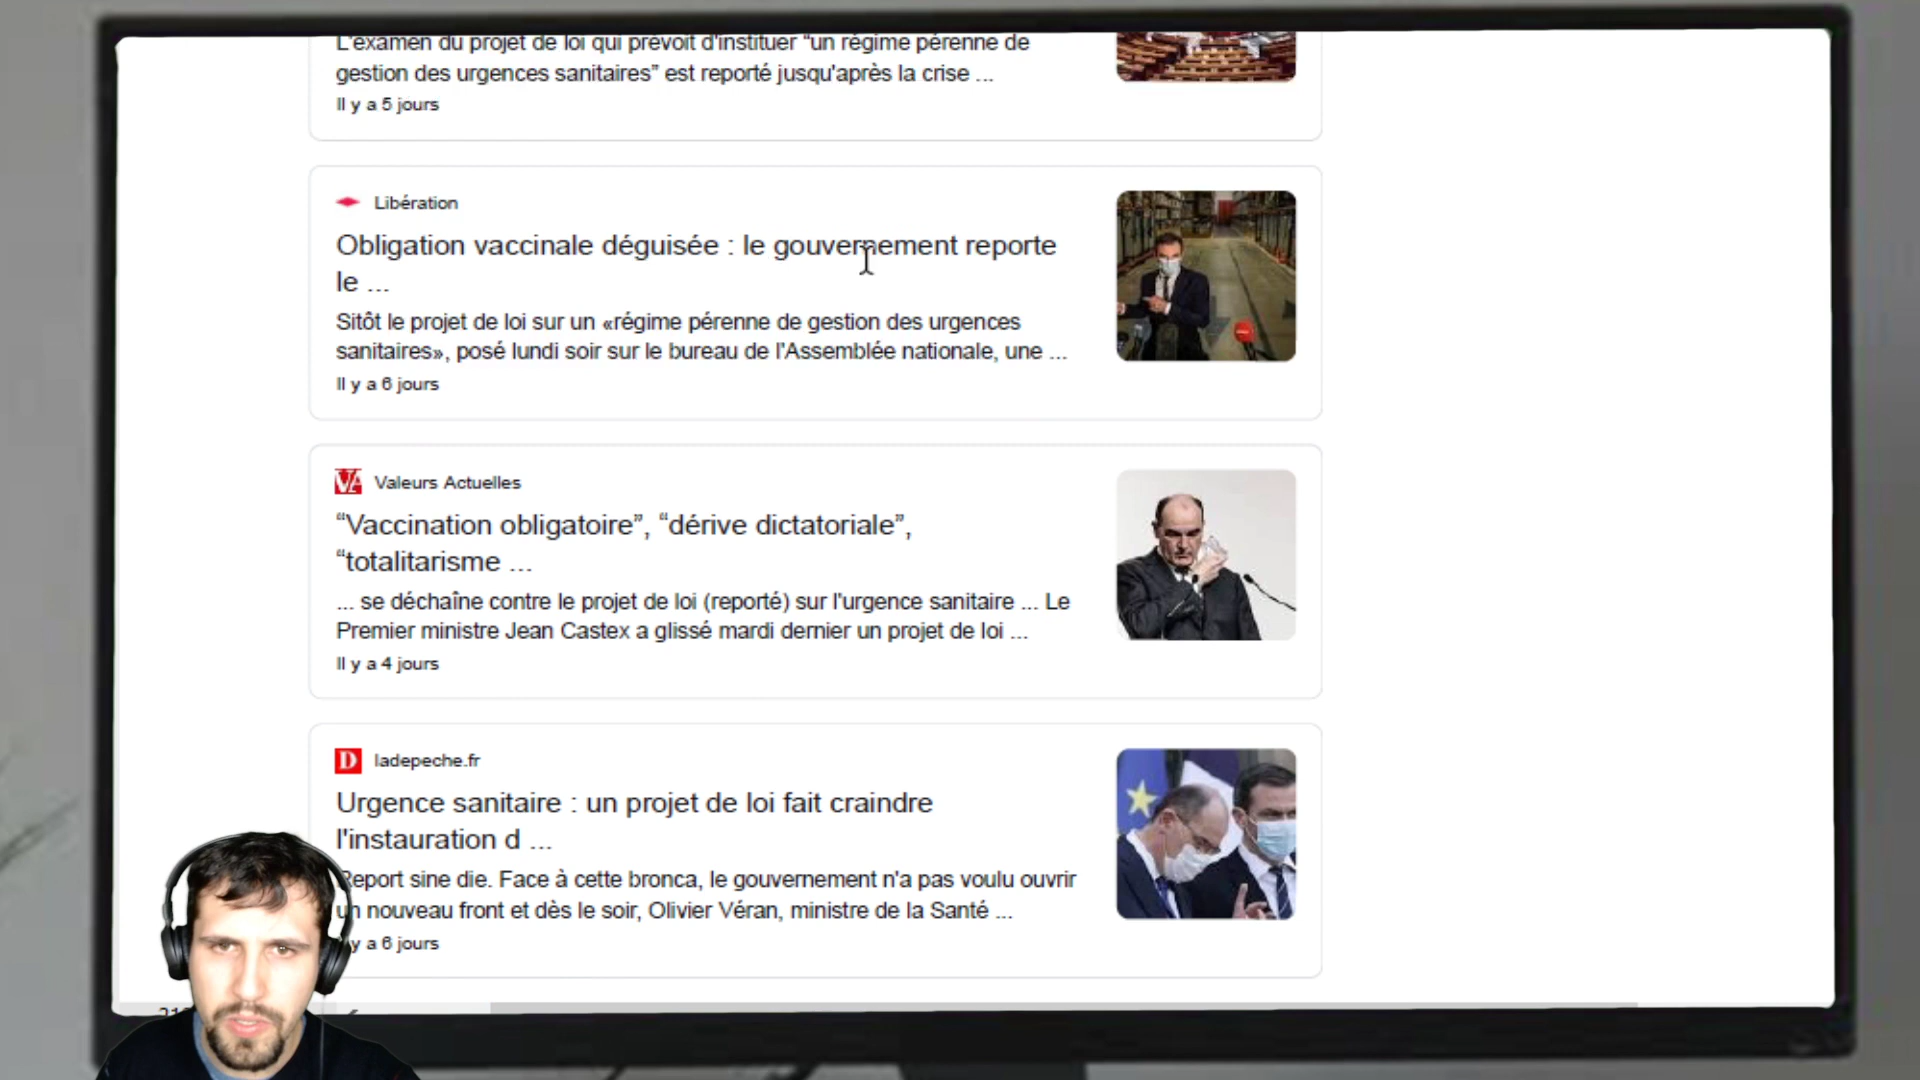 L'examen du projet de loi qui prévoit d'instituer "un régime pérenne de
gestion des urgences sanitaires" est reporté jusqu'après la crise ...
Il y a 5 jours
Libération
Obligation vaccinale déguisée : le gouvernement reporte
le ...
Sitôt le projet de loi sur un «régime pérenne de gestion des urgences
sanitaires», posé lundi soir sur le bureau de l'Assemblée nationale, une ...
Il y a 6 jours
VA Valeurs Actuelles
“Vaccination obligatoire”, “dérive dictatoriale”,
“totalitarisme ...
... se déchaîne contre le projet de loi (reporté) sur l'urgence sanitaire ... Le
Premier ministre Jean Castex a glissé mardi dernier un projet de loi ...
Il y a 4 jours
D ladepeche.fr
Urgence sanitaire : un projet de loi fait craindre
l'instauration d ...
Report sine die. Face à cette bronca, le gouvernement n'a pas voulu ouvrir
un nouveau front et dès le soir, Olivier Véran, ministre de la Santé ...
y a 6 jours